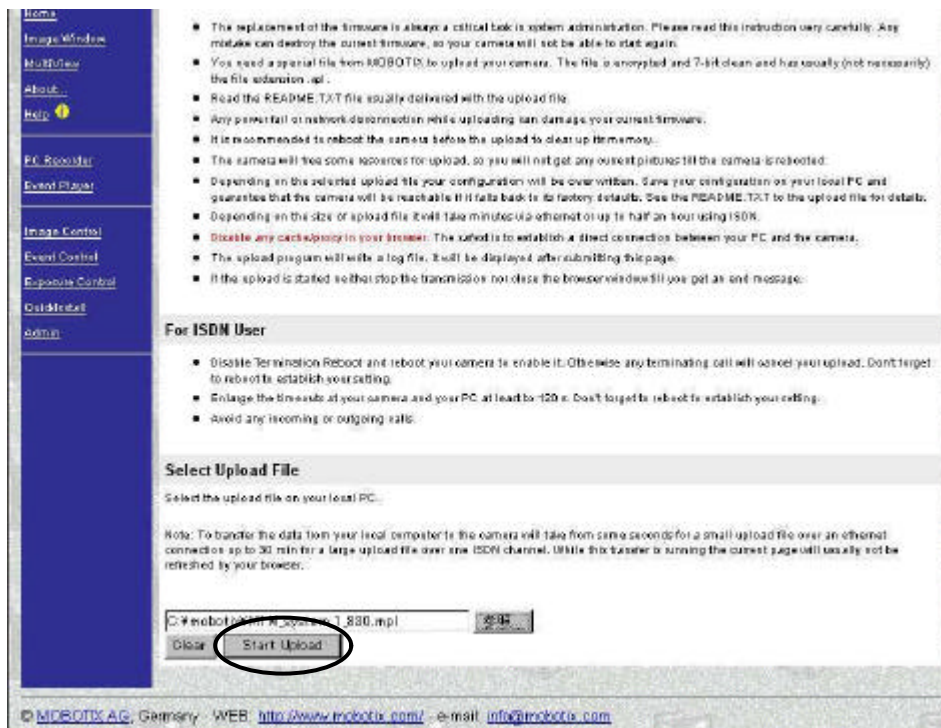 Home
Image Window
MultiView
About...
Help
PC Recorder
Event Player
Image Control
Event Control
Exposure Control
QuickInstall
Admin
The replacement of the firmware is always a critical task in system administration. Please read this instruction very carefully. Any
mistake can destroy the current firmware, so your camera will not be able to start again.
You need a special file from MOBOTIX to upload your camera. The file is encrypted and 7-bit clean and has usually (not necessarily)
the file extension .mpl .
Read the README.TXT file usually delivered with the upload file.
Any power fail or network disconnection while uploading can damage your current firmware.
It is recommended to reboot the camera before the upload to clear up its memory.
The camera will free some resources for upload, so you will not get any current pictures till the camera is rebooted.
Depending on the selected upload file your configuration will be overwritten. Save your configuration on your local PC and
guarantee that the camera will be reachable if it falls back to its factory defaults. See the README.TXT to the upload file for details.
Depending on the size of upload file it will take minutes via ethernet or up to half an hour using ISDN.
Disable any cache/proxy in your browser. The safest is to establish a direct connection between your PC and the camera.
The upload program will write a log file. It will be displayed after submitting this page.
If the upload is started neither stop the transmission nor close the browser window till you get an end message.
For ISDN User
Disable Termination Reboot and reboot your camera to enable it. Otherwise any terminating call will cancel your upload. Don't forget
to reboot to establish your setting.
Enlarge the timeouts at your camera and your PC at least to 120 s. Don't forget to reboot to establish your setting.
Avoid any incoming or outgoing calls.
Select Upload File
Select the upload file on your local PC.
Note: To transfer the data from your local computer to the camera will take from some seconds for a small upload file over an ethernet
connection up to 30 min for a large upload file over one ISDN channel. While this transfer is running the current page will usually not be
refreshed by your browser.
参照...
Clear Start Upload
© MOBOTIX AG, Germany WEB: http://www.mobotix.com/ - e-mail: info@mobotix.com